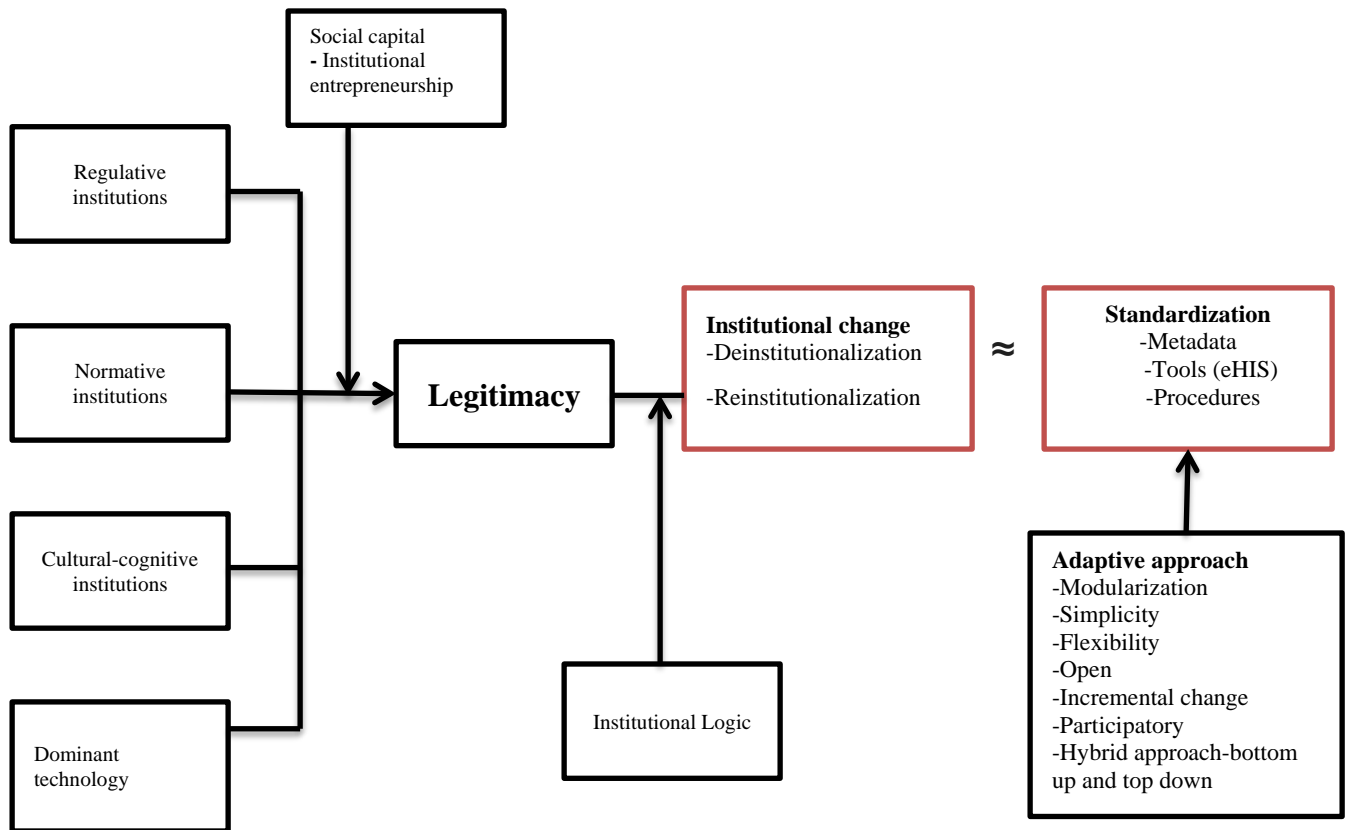 Social capital
- Institutional
entrepreneurship
Regulative
institutions
Normative
institutions
Cultural-cognitive
institutions
Dominant
technology
Legitimacy
Institutional change
-Deinstitutionalization
-Reinstitutionalization
≈
Standardization
-Metadata
-Tools (eHIS)
-Procedures
Institutional Logic
Adaptive approach
-Modularization
-Simplicity
-Flexibility
-Open
-Incremental change
-Participatory
-Hybrid approach-bottom
up and top down